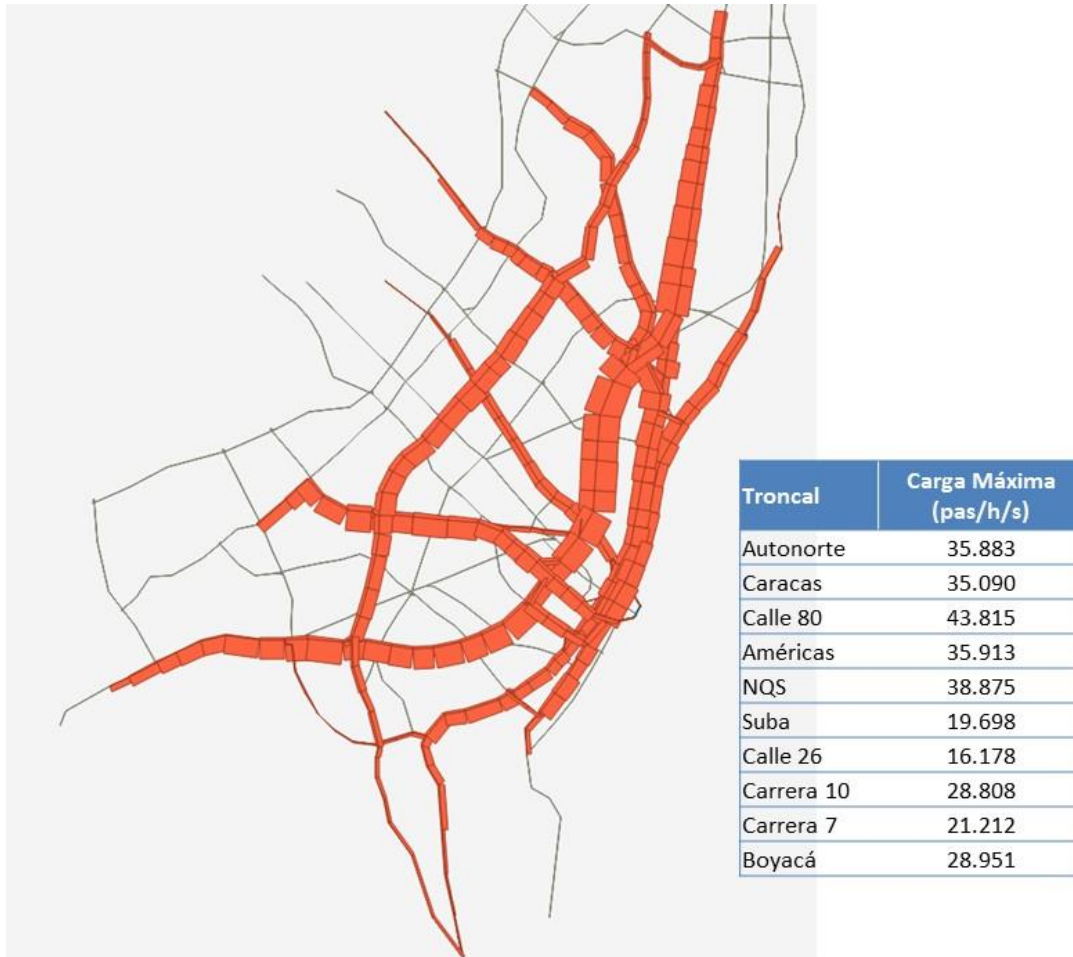 Troncal Carga Máxima (pas/h/s)
Autonorte 35.883
Caracas 35.090
Calle 80 43.815
Américas 35.913
NQS 38.875
Suba 19.698
Calle 26 16.178
Carrera 10 28.808
Carrera 7 21.212
Boyacá 28.951